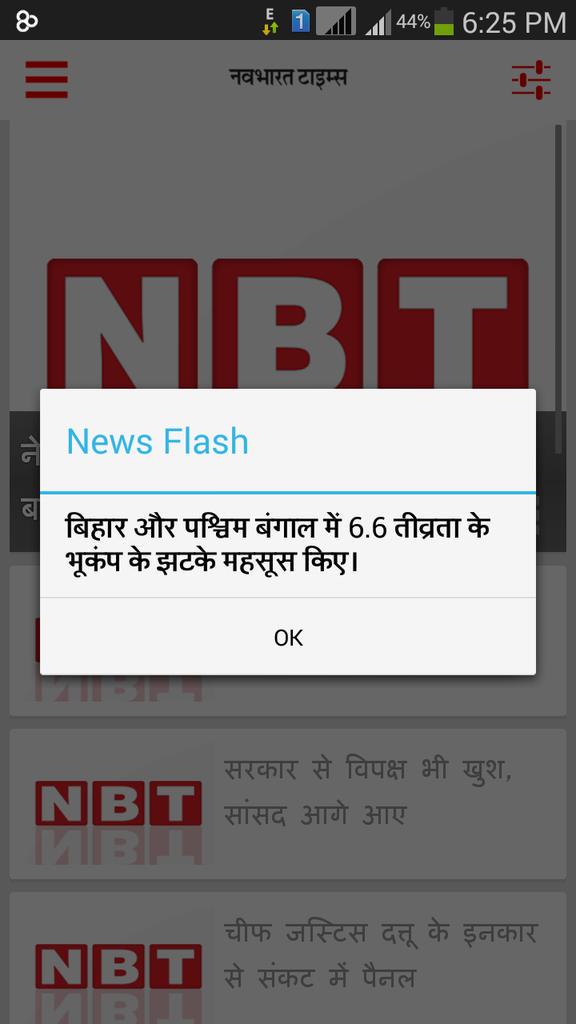 E 1 44% 6:25 PM
नवभारत टाइम्स
NBT
ने
ब
News Flash
बिहार और पश्चिम बंगाल में 6.6 तीव्रता के
भूकंप के झटके महसूस किए।
OK
NBT
सरकार से विपक्ष भी खुश,
सांसद आगे आए
NBT
चीफ जस्टिस दत्तू के इनकार
से संकट में पैनल
NBT